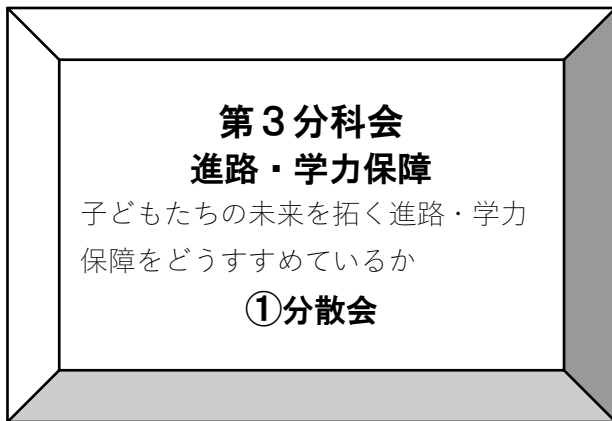 第３分科会
進路・学力保障
子どもたちの未来を拓く進路・学力
保障をどうすすめているか
①分散会